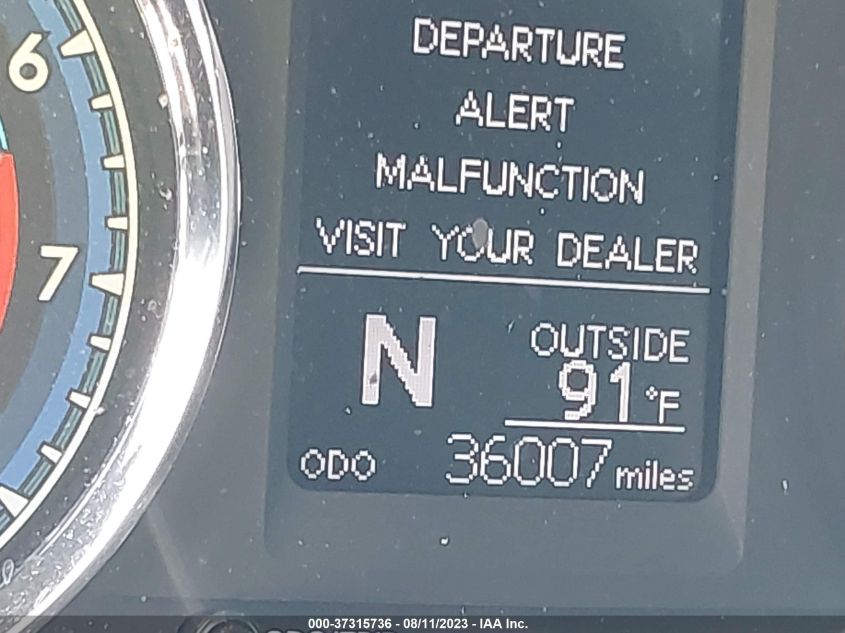 6
7
DEPARTURE
ALERT
MALFUNCTION
VISIT YOUR DEALER
N OUTSIDE
91°F
ODO 36007 miles
000-37315736 - 08/11/2023 - IAA Inc.